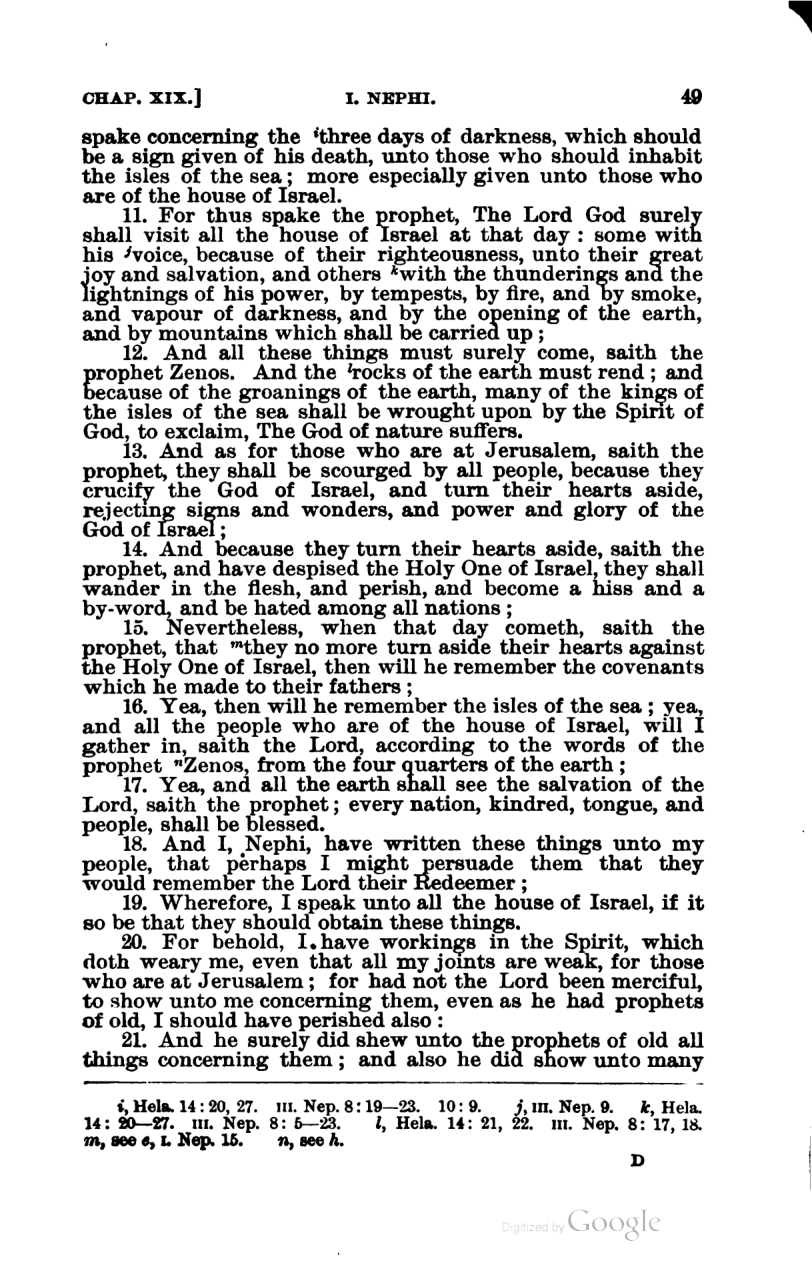 CHAP. XIX.] I. NEPHI. 49
spake concerning the ithree days of darkness, which should
be a sign given of his death, unto those who should inhabit
the isles of the sea; more especially given unto those who
are of the house of Israel.
11. For thus spake the prophet, The Lord God surely
shall visit all the house of Israel at that day: some with
his jvoice, because of their righteousness, unto their great
joy and salvation, and others kwith the thunderings and the
lightnings of his power, by tempests, by fire, and by smoke,
and vapour of darkness, and by the opening of the earth,
and by mountains which shall be carried up;
12. And all these things must surely come, saith the
prophet Zenos. And the lrocks of the earth must rend; and
because of the groanings of the earth, many of the kings of
the isles of the sea shall be wrought upon by the Spirit of
God, to exclaim, The God of nature suffers.
13. And as for those who are at Jerusalem, saith the
prophet, they shall be scourged by all people, because they
crucify the God of Israel, and turn their hearts aside,
rejecting signs and wonders, and power and glory of the
God of Israel;
14. And because they turn their hearts aside, saith the
prophet, and have despised the Holy One of Israel, they shall
wander in the flesh, and perish, and become a hiss and a
by-word, and be hated among all nations;
15. Nevertheless, when that day cometh, saith the
prophet, that mthey no more turn aside their hearts against
the Holy One of Israel, then will he remember the covenants
which he made to their fathers;
16. Yea, then will he remember the isles of the sea; yea,
and all the people who are of the house of Israel, will I
gather in, saith the Lord, according to the words of the
prophet nZenos, from the four quarters of the earth;
17. Yea, and all the earth shall see the salvation of the
Lord, saith the prophet; every nation, kindred, tongue, and
people, shall be blessed.
18. And I, Nephi, have written these things unto my
people, that perhaps I might persuade them that they
would remember the Lord their Redeemer;
19. Wherefore, I speak unto all the house of Israel, if it
so be that they should obtain these things.
20. For behold, I have workings in the Spirit, which
doth weary me, even that all my joints are weak, for those
who are at Jerusalem; for had not the Lord been merciful,
to show unto me concerning them, even as he had prophets
of old, I should have perished also:
21. And he surely did shew unto the prophets of old all
things concerning them; and also he did show unto many
i, Hela. 14:20, 27. III. Nep. 8:19—23. 10:9. j, III. Nep. 9. k, Hela.
14: 20—27. III. Nep. 8: 5—23. l, Hela. 14: 21, 22. III. Nep. 8: 17, 18.
m, see e, I. Nep. 15. n, see h.
D
Digitized by Google